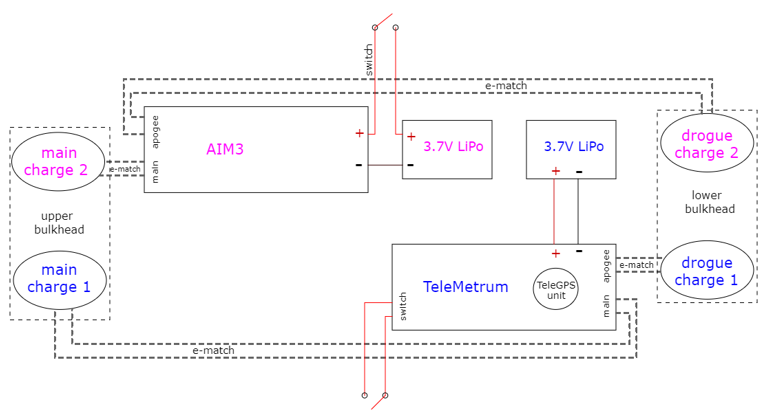 switch
e-match
AIM3
apogee
main
+
-
+
-
3.7V LiPo
3.7V LiPo
+
-
drogue
charge 2
main
charge 2
e-match
upper
bulkhead
lower
bulkhead
main
charge 1
TeleMetrum
switch
+
-
TeleGPS
unit
apogee
main
e-match
drogue
charge 1
e-match